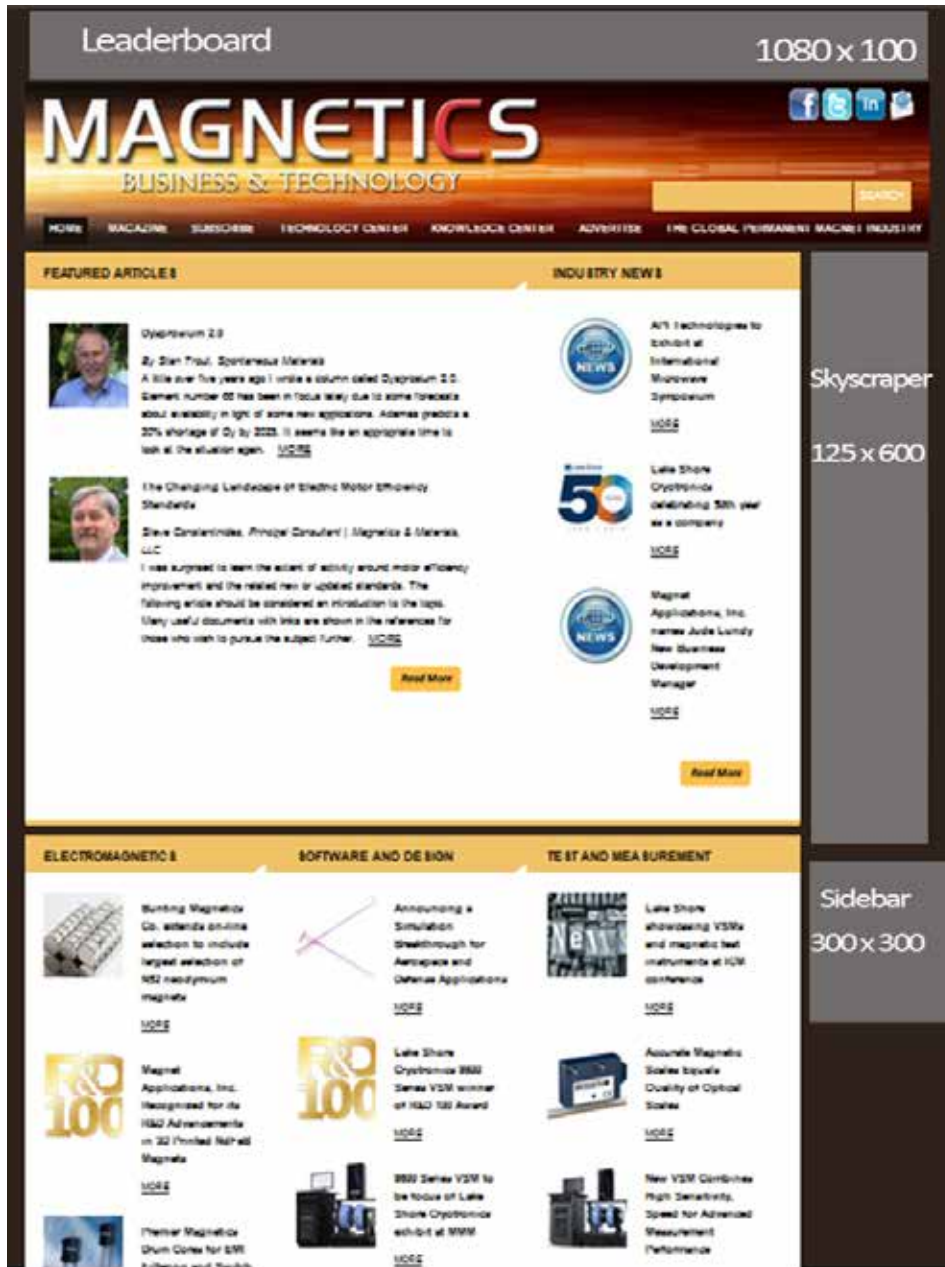 Leaderboard
1080 x 100
MAGNETICS
BUSINESS & TECHNOLOGY
SEARCH
HOME MAGAZINE SUBSCRIBE TECHNOLOGY CENTER KNOWLEDGE CENTER ADVERTISE THE GLOBAL PERMANENT MAGNET INDUSTRY
FEATURED ARTICLES
Dysprosium 2.0
By Stan Trout, Spontaneous Materials
A little over five years ago I wrote a column called Dysprosium 2.0.
Element number 66 has been in focus lately due to some forecasts
about availability in light of some new applications. Adamas predicts a
30% shortage of Dy by 2025. It seems like an appropriate time to
look at the situation again. MORE
The Changing Landscape of Electric Motor Efficiency
Standards
Steve Constantinides, Principal Consultant | Magnetics & Materials,
LLC
I was surprised to learn the extent of activity around motor efficiency
improvement and the related new or updated standards. The
following article should be considered an introduction to the topic.
Many useful documents with links are shown in the references for
those who wish to pursue the subject further. MORE
Read More
INDUSTRY NEWS
NEWS
API Technologies to
Exhibit at
International
Microwave
Symposium
MORE
50
Lake Shore
Cryotronics
celebrating 50th year
as a company
MORE
NEWS
Magnet
Applications, Inc.
names Jude Lundy
New Business
Development
Manager
MORE
Read More
Skyscraper
125 x 600
ELECTROMAGNETICS
Bunting Magnetics
Co. extends on-line
selection to include
largest selection of
N52 neodymium
magnets
MORE
R&D
100
Magnet
Applications, Inc.
Recognized for its
R&D Advancements
in 3D Printed NdFeB
Magnets
MORE
Premier Magnetics
Drum Cores for EMI
SOFTWARE AND DESIGN
Announcing a
Simulation
Breakthrough for
Aerospace and
Defense Applications
MORE
R&D
100
Lake Shore
Cryotronics 8600
Series VSM winner
of R&D 100 Award
MORE
8600 Series VSM to
be focus of Lake
Shore Cryotronics
exhibit at MMM
MORE
TEST AND MEASUREMENT
NEW
Lake Shore
showcasing VSMs
and magnetic test
instruments at ICM
conference
MORE
Accurate Magnetic
Scales Equals
Quality of Optical
Scales
MORE
New VSM Combines
High Sensitivity,
Speed for Advanced
Measurement
Performance
Sidebar
300 x 300